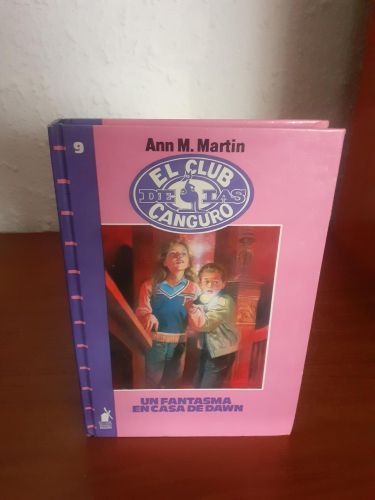 9
Ann M. Martin
EL CLUB
DE LAS
CANGURO
UN FANTASMA
EN CASA DE DAWN